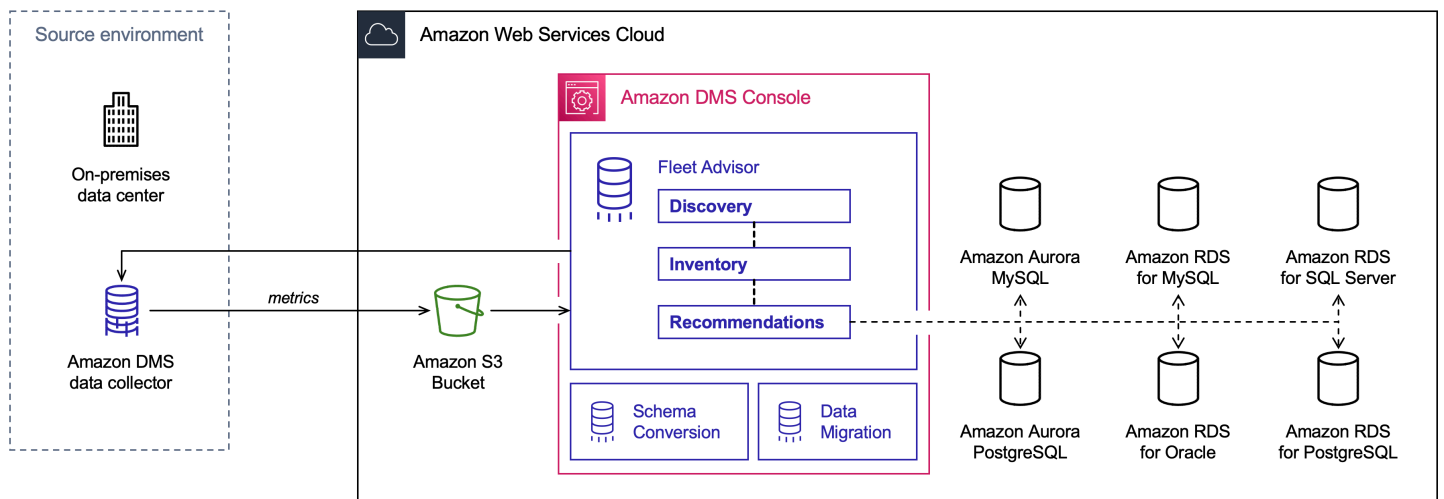 Source environment
On-premises
data center
Amazon DMS
data collector
metrics
Amazon Web Services Cloud
Amazon S3
Bucket
Amazon DMS Console
Fleet Advisor
Discovery
Inventory
Recommendations
Schema
Conversion
Data
Migration
Amazon Aurora
MySQL
Amazon RDS
for MySQL
Amazon RDS
for SQL Server
Amazon Aurora
PostgreSQL
Amazon RDS
for Oracle
Amazon RDS
for PostgreSQL